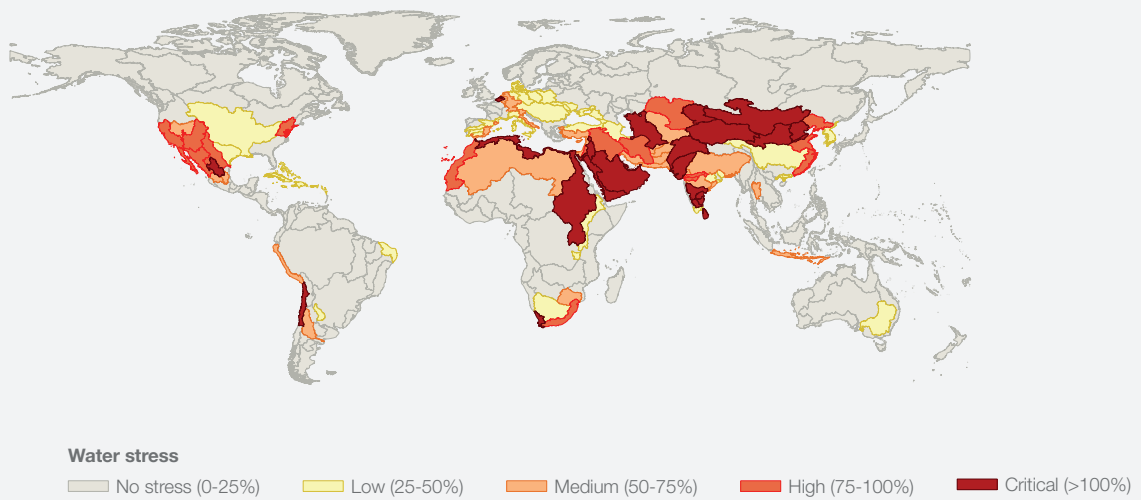 Water stress
No stress (0-25%)
Low (25-50%)
Medium (50-75%)
High (75-100%)
Critical (>100%)